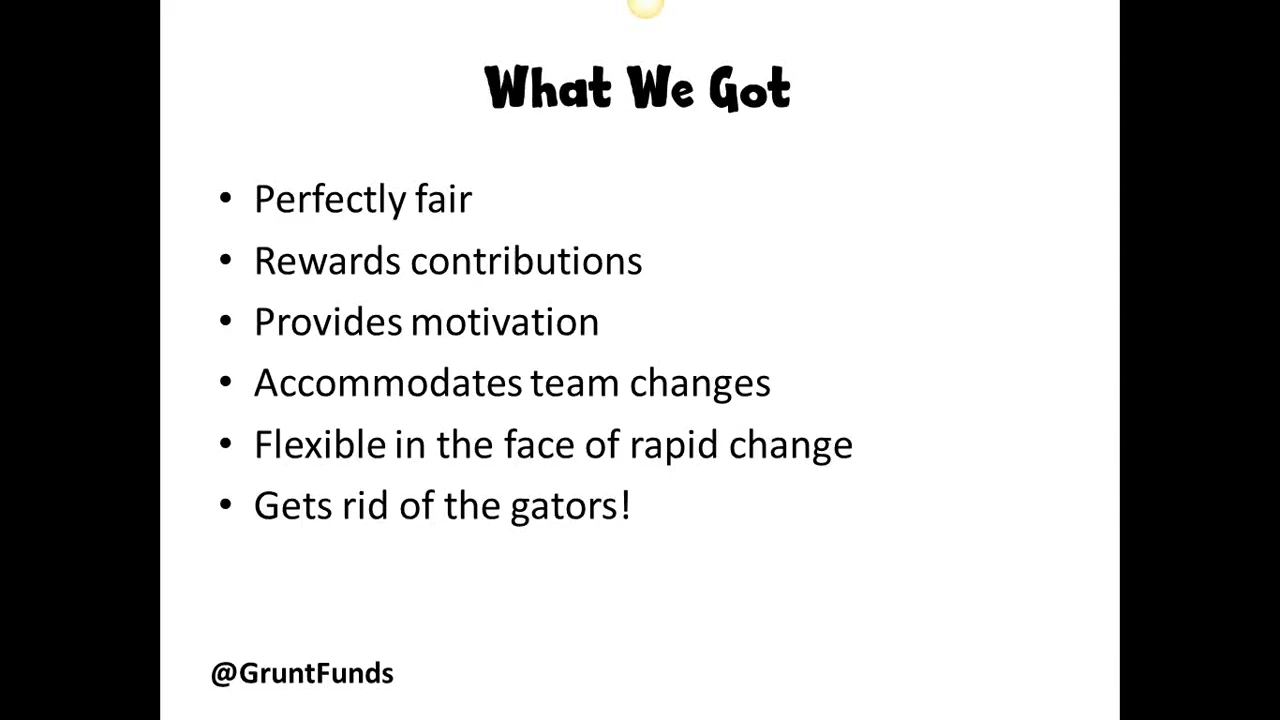 What We Got
• Perfectly fair
• Rewards contributions
• Provides motivation
• Accommodates team changes
• Flexible in the face of rapid change
• Gets rid of the gators!
@GruntFunds